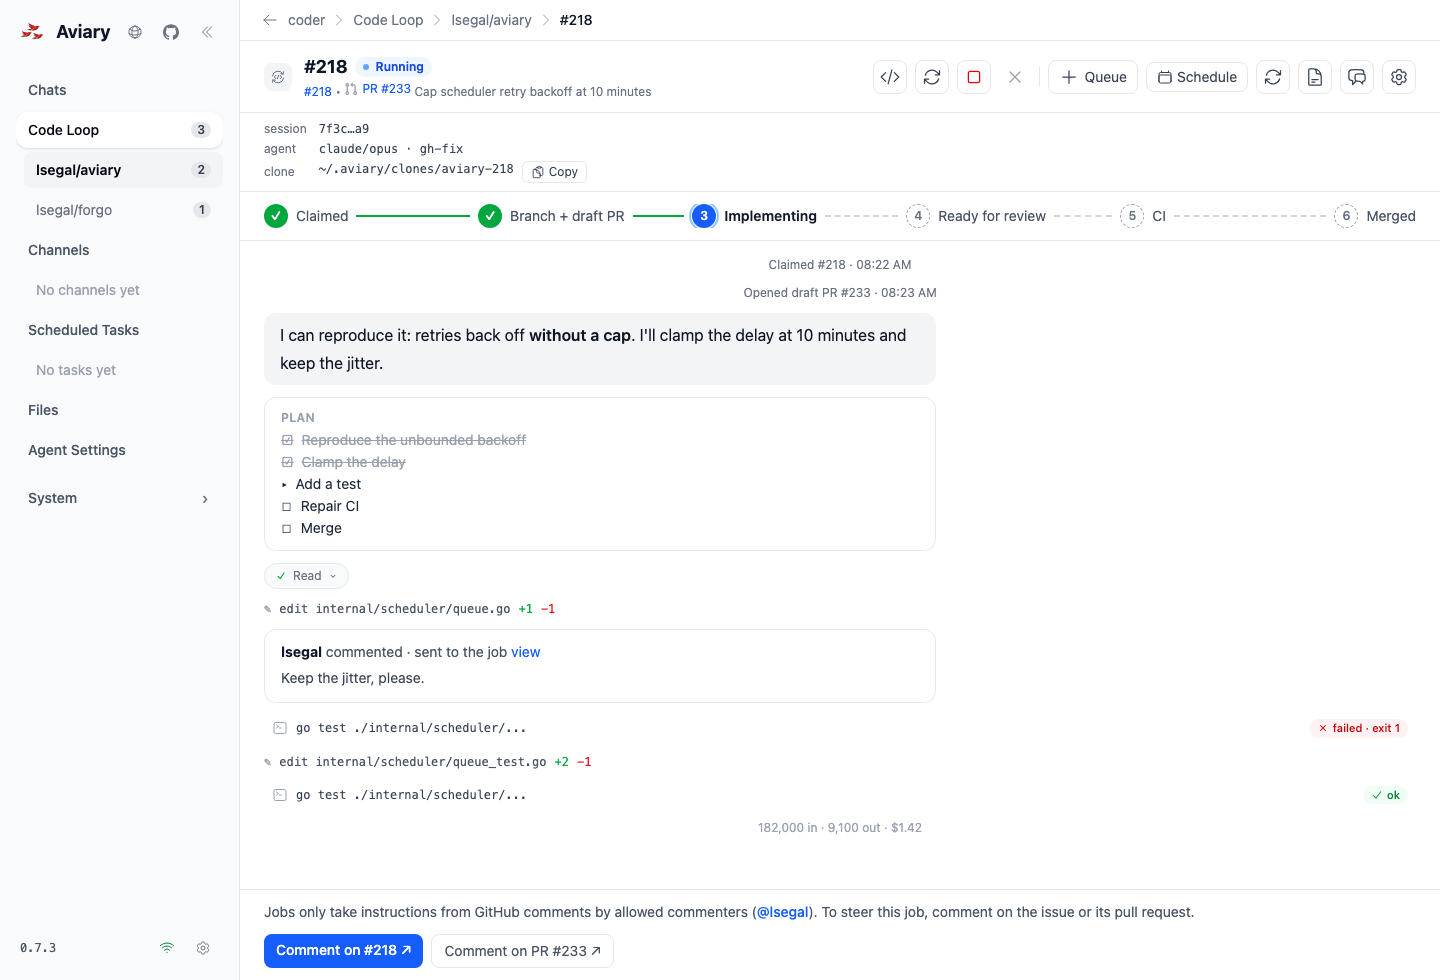 Aviary
Chats
Code Loop 3
lsegal/aviary 2
lsegal/forgo 1
Channels
No channels yet
Scheduled Tasks
No tasks yet
Files
Agent Settings
System
0.7.3
coder > Code Loop > lsegal/aviary > #218
#218 Running
#218 • PR #233 Cap scheduler retry backoff at 10 minutes
Queue
Schedule
session 7f3c…a9
agent claude/opus · gh-fix
clone ~/.aviary/clones/aviary-218 Copy
Claimed
Branch + draft PR
3 Implementing
4 Ready for review
5 CI
6 Merged
Claimed #218 · 08:22 AM
Opened draft PR #233 · 08:23 AM
I can reproduce it: retries back off without a cap. I'll clamp the delay at 10 minutes and
keep the jitter.
PLAN
Reproduce the unbounded backoff
Clamp the delay
Add a test
Repair CI
Merge
Read
edit internal/scheduler/queue.go +1 −1
lsegal commented · sent to the job view
Keep the jitter, please.
go test ./internal/scheduler/... failed · exit 1
edit internal/scheduler/queue_test.go +2 −1
go test ./internal/scheduler/... ok
182,000 in · 9,100 out · $1.42
Jobs only take instructions from GitHub comments by allowed commenters (@lsegal). To steer this job, comment on the issue or its pull request.
Comment on #218 ↗
Comment on PR #233 ↗